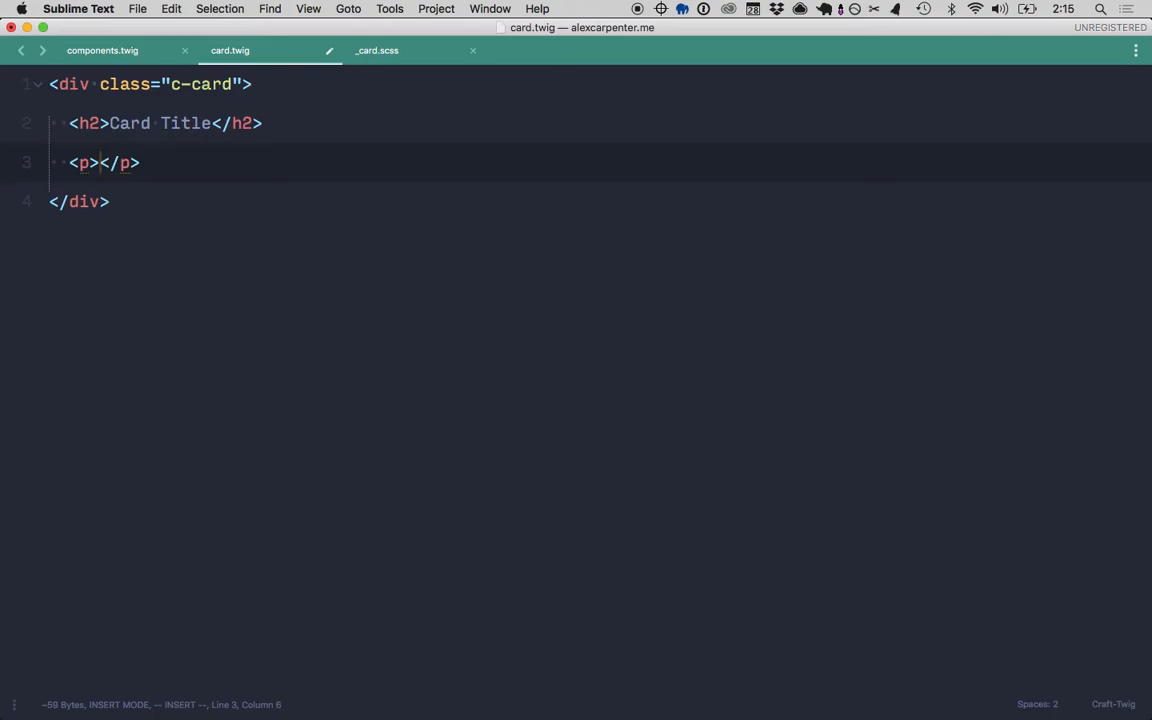 Sublime Text File Edit Selection Find View Goto Tools Project Window Help 28 2:15
card.twig — alexcarpenter.me UNREGISTERED
components.twig × card.twig _card.scss ×
1 <div class="c-card">
2 <h2>Card Title</h2>
3 <p></p>
4 </div>
~59 Bytes, INSERT MODE, -- INSERT --, Line 3, Column 6 Spaces: 2 Craft-Twig